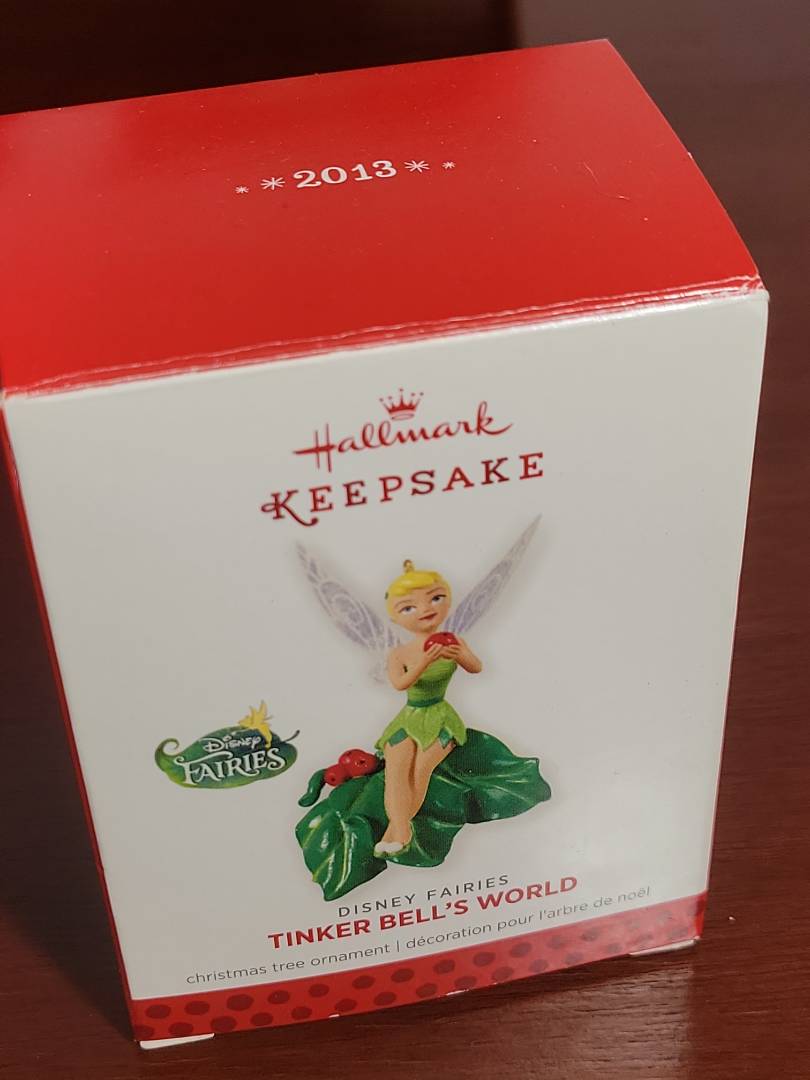 2013
Hallmark
KEEPSAKE
Disney
FAIRIES
DISNEY FAIRIES
TINKER BELL'S WORLD
christmas tree ornament | décoration pour l'arbre de noël